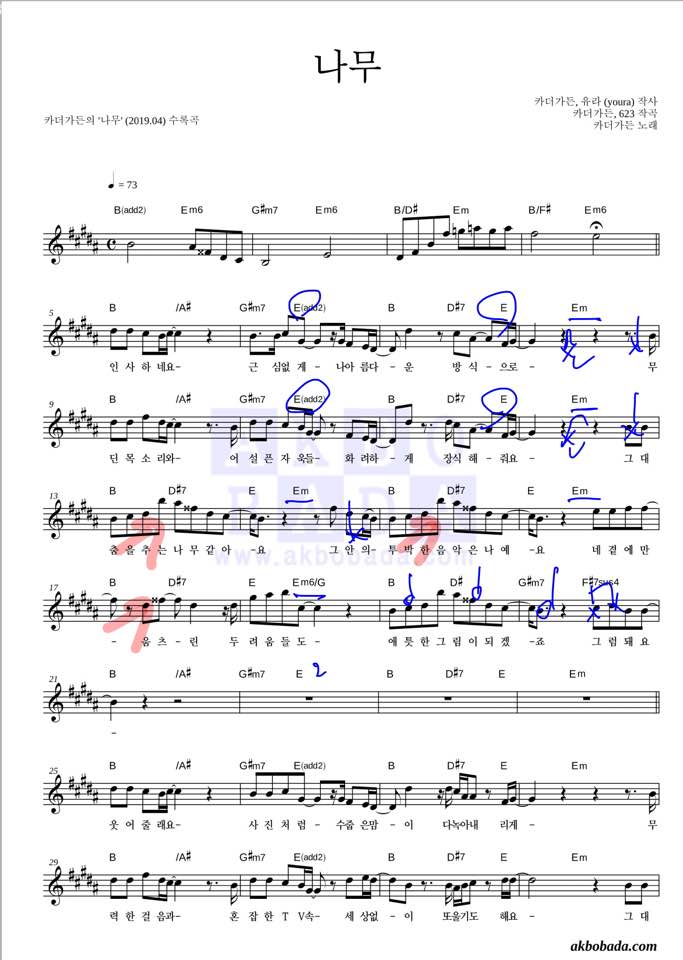 나무
카더가든, 유라 (youra) 작사
카더가든의 '나무' (2019.04) 수록곡
카더가든, 623 작곡
카더가든 노래
= 73
B(add2) Em6 G#m7 Em6 B/D# Em B/F# Em6
5
B /A# G#m7 E(add2) B D#7 E Em
인 사 하 네요- 근 심없 게 - 나아 름다 - 운 방 식 -으로- 무
9
B /A# G#m7 E(add2) B D#7 E Em
딘 목 소 리와- 어 설 픈 자 욱들- 화 려하 - 게 장식 해 - 줘요- 그 대
13
B D#7 E Em B D#7 E Em
춤 을 추 는 나 무 같 아 - 요 그 안 의 - 투 박 한 음 악 은 나 예 - 요 네 곁 에 만
17
B D#7 E Em6/G B D#7 G#m7 F#7sus4
- 움 츠 - 린 두 려 움 들 도 - 애 틋 한 그 림 이 되 겠 - 죠 그 럼 돼 요
21
B /A# G#m7 E 2 B D#7 E Em
-
25
B /A# G#m7 E(add2) B D#7 E Em
웃 어 줄 래요- 사 진 처 럼 - 수줍 은맘 - 이 다녹아내 리게 - 무
29
B /A# G#m7 E(add2) B D#7 E Em
력 한 걸 음과- 혼 잡 한 T V속- 세 상없 - 이 또울기도 해요- 그 대
AKBO
BADA
www.akbobada.com
akbobada.com